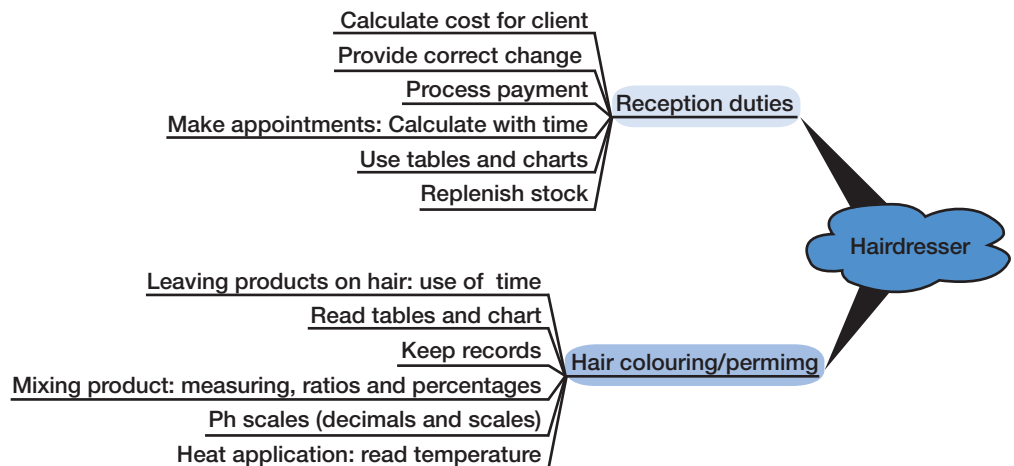 Calculate cost for client
Provide correct change
Process payment
Make appointments: Calculate with time
Use tables and charts
Replenish stock
Reception duties
Hairdresser
Leaving products on hair: use of time
Read tables and chart
Keep records
Mixing product: measuring, ratios and percentages
Ph scales (decimals and scales)
Heat application: read temperature
Hair colouring/permimg